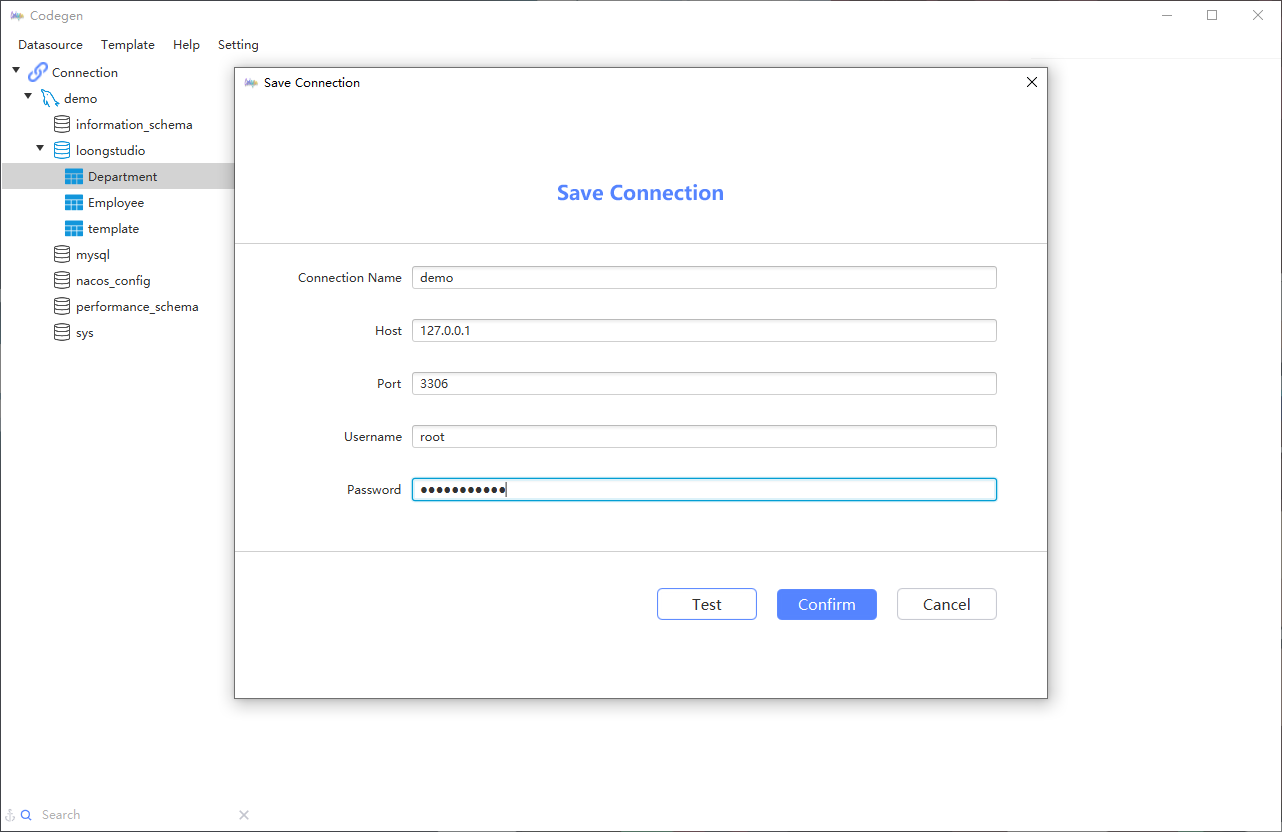 Codegen
Datasource Template Help Setting
Connection
demo
information_schema
loongstudio
Department
Employee
template
mysql
nacos_config
performance_schema
sys
Save Connection
Save Connection
Connection Name demo
Host 127.0.0.1
Port 3306
Username root
Password ●●●●●●●●●●●
Test Confirm Cancel
Search